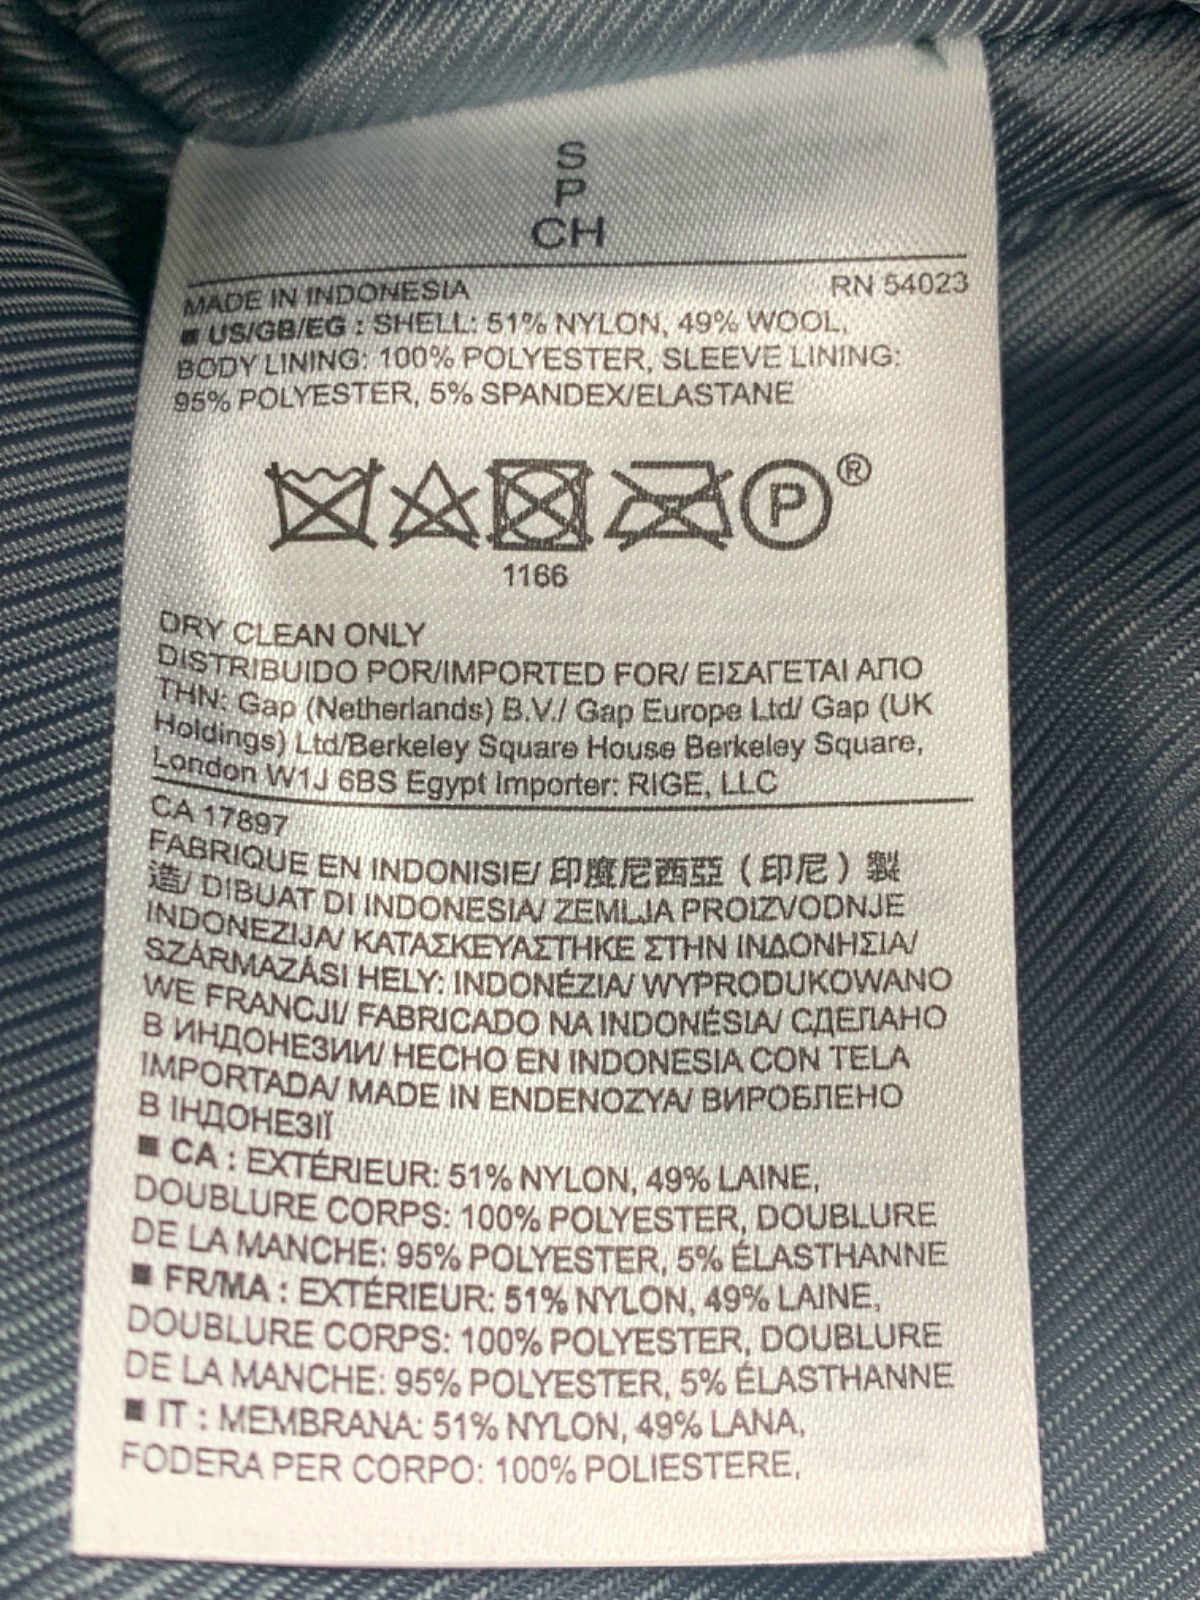 S
P
CH
MADE IN INDONESIA RN 54023
■ US/GB/EG : SHELL: 51% NYLON, 49% WOOL,
BODY LINING: 100% POLYESTER, SLEEVE LINING:
95% POLYESTER, 5% SPANDEX/ELASTANE
P ®
1166
DRY CLEAN ONLY
DISTRIBUIDO POR/IMPORTED FOR/ ΕΙΣΑΓΕΤΑΙ ΑΠΟ
ΤΗΝ: Gap (Netherlands) B.V./ Gap Europe Ltd/ Gap (UK
Holdings) Ltd/Berkeley Square House Berkeley Square,
London W1J 6BS Egypt Importer: RIGE, LLC
CA 17897
FABRIQUE EN INDONISIE/ 印度尼西亞（印尼）製
造/ DIBUAT DI INDONESIA/ ZEMLJA PROIZVODNJE
INDONEZIJA/ ΚΑΤΑΣΚΕΥΑΣΤΗΚΕ ΣΤΗΝ ΙΝΔΟΝΗΣΙΑ/
SZÁRMAZÁSI HELY: INDONÉZIA/ WYPRODUKOWANO
WE FRANCJI/ FABRICADO NA INDONÉSIA/ СДЕЛАНО
В ИНДОНЕЗИИ/ HECHO EN INDONESIA CON TELA
IMPORTADA/ MADE IN ENDENOZYA/ ВИРОБЛЕНО
В ІНДОНЕЗІЇ
■ CA : EXTÉRIEUR: 51% NYLON, 49% LAINE,
DOUBLURE CORPS: 100% POLYESTER, DOUBLURE
DE LA MANCHE: 95% POLYESTER, 5% ÉLASTHANNE
■ FR/MA : EXTÉRIEUR: 51% NYLON, 49% LAINE,
DOUBLURE CORPS: 100% POLYESTER, DOUBLURE
DE LA MANCHE: 95% POLYESTER, 5% ÉLASTHANNE
■ IT : MEMBRANA: 51% NYLON, 49% LANA,
FODERA PER CORPO: 100% POLIESTERE,